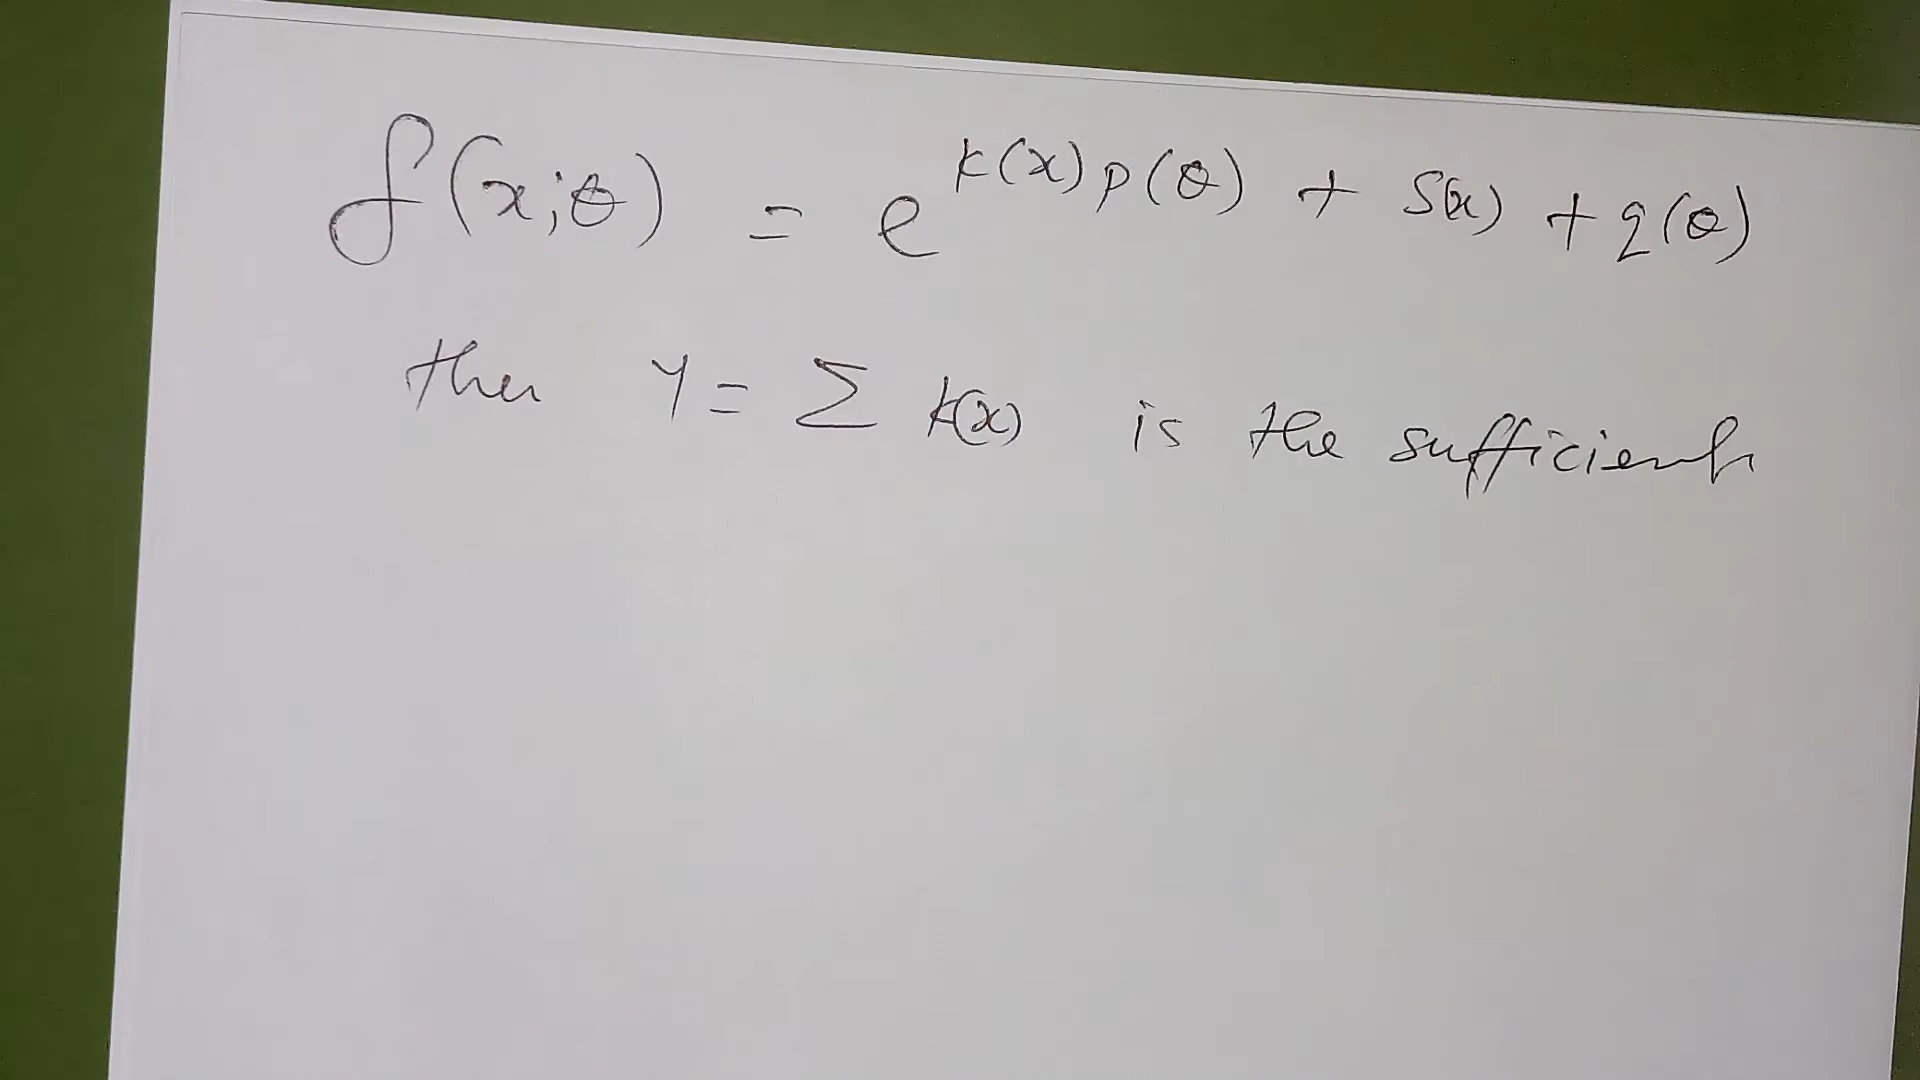 f(x;θ) = e^{k(x)p(θ) + S(x) + q(θ)}
then Y = Σ k(x) is the sufficient